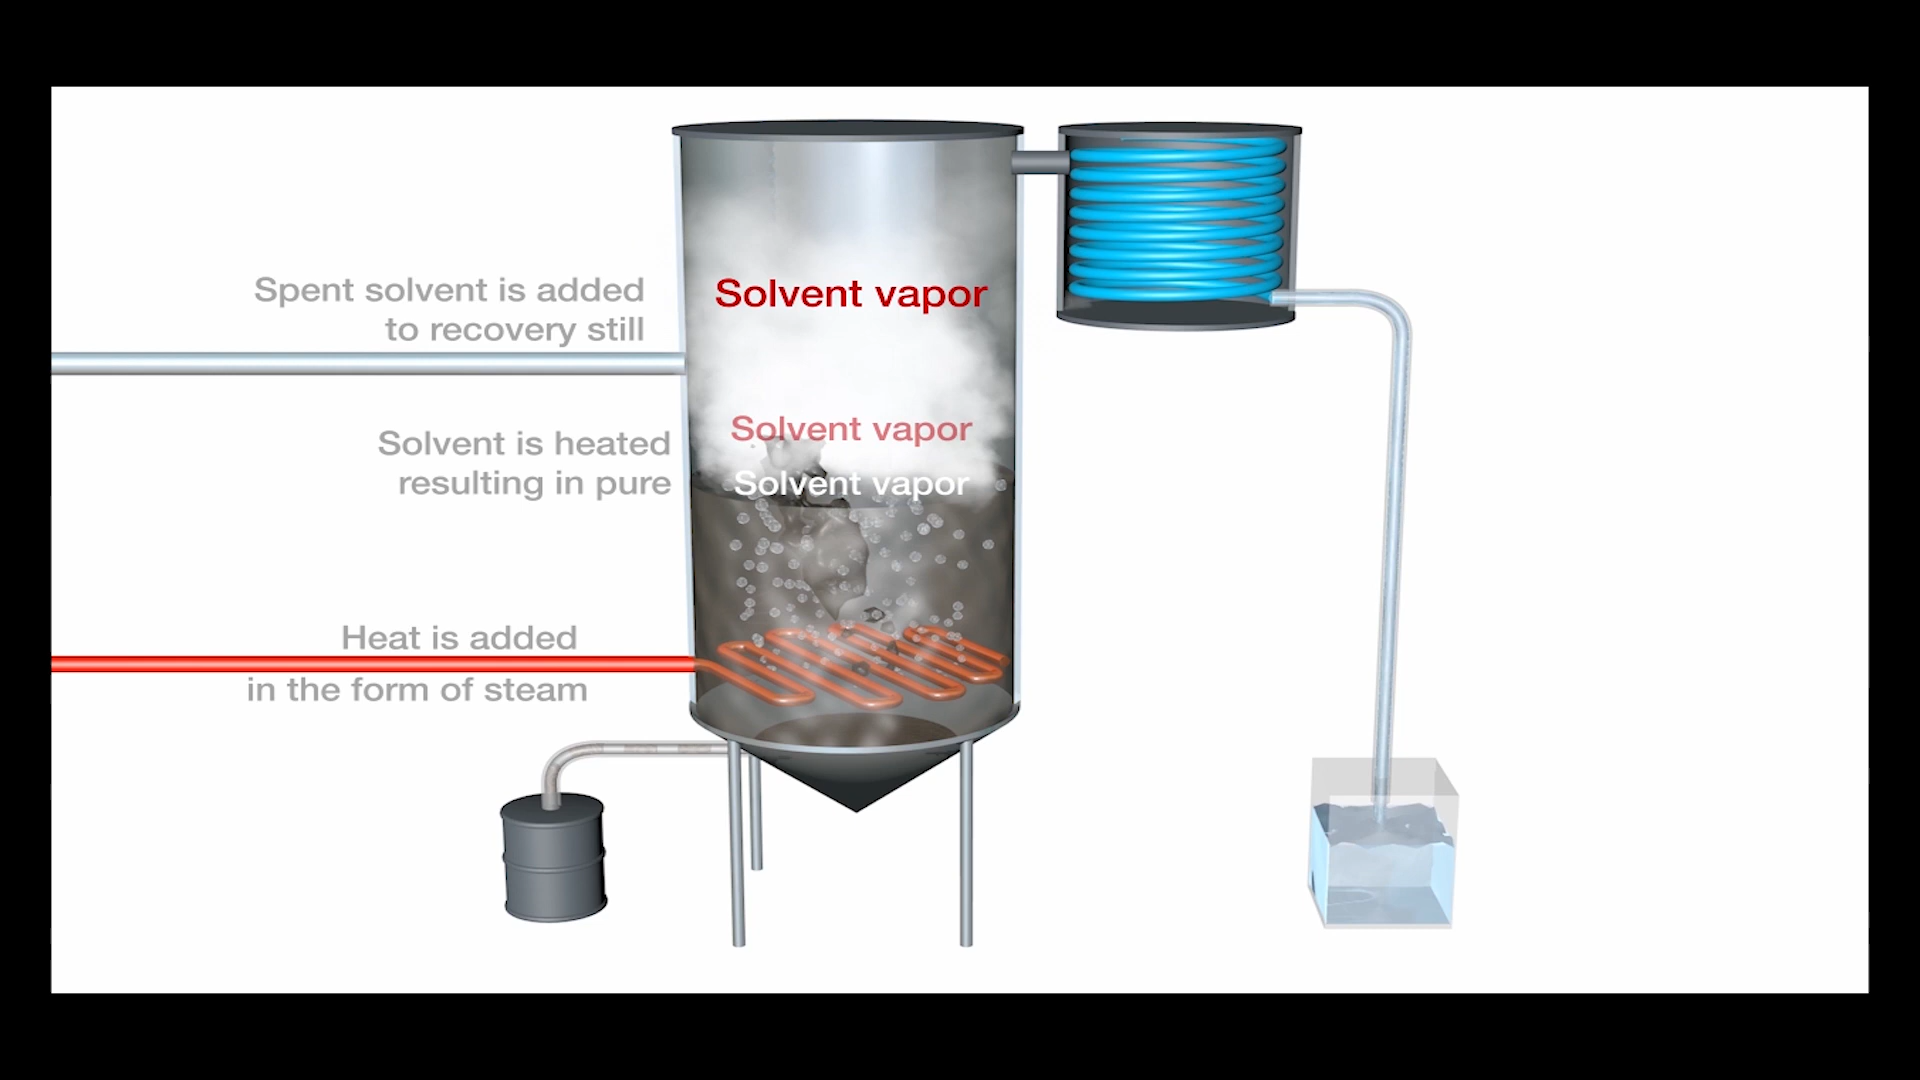 Spent solvent is added
to recovery still
Solvent vapor
Solvent vapor
Solvent is heated
resulting in pure
Solvent vapor
Heat is added
in the form of steam